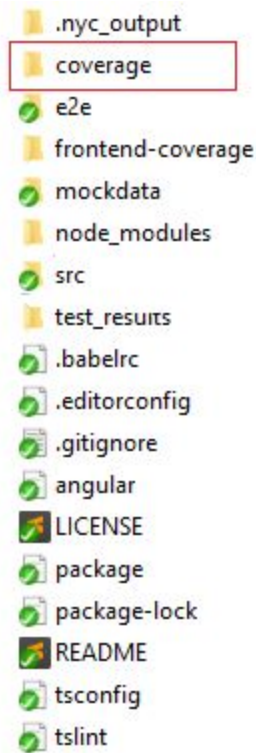 .nyc_output
coverage
e2e
frontend-coverage
mockdata
node_modules
src
test_results
.babelrc
.editorconfig
.gitignore
angular
LICENSE
package
package-lock
README
tsconfig
tslint